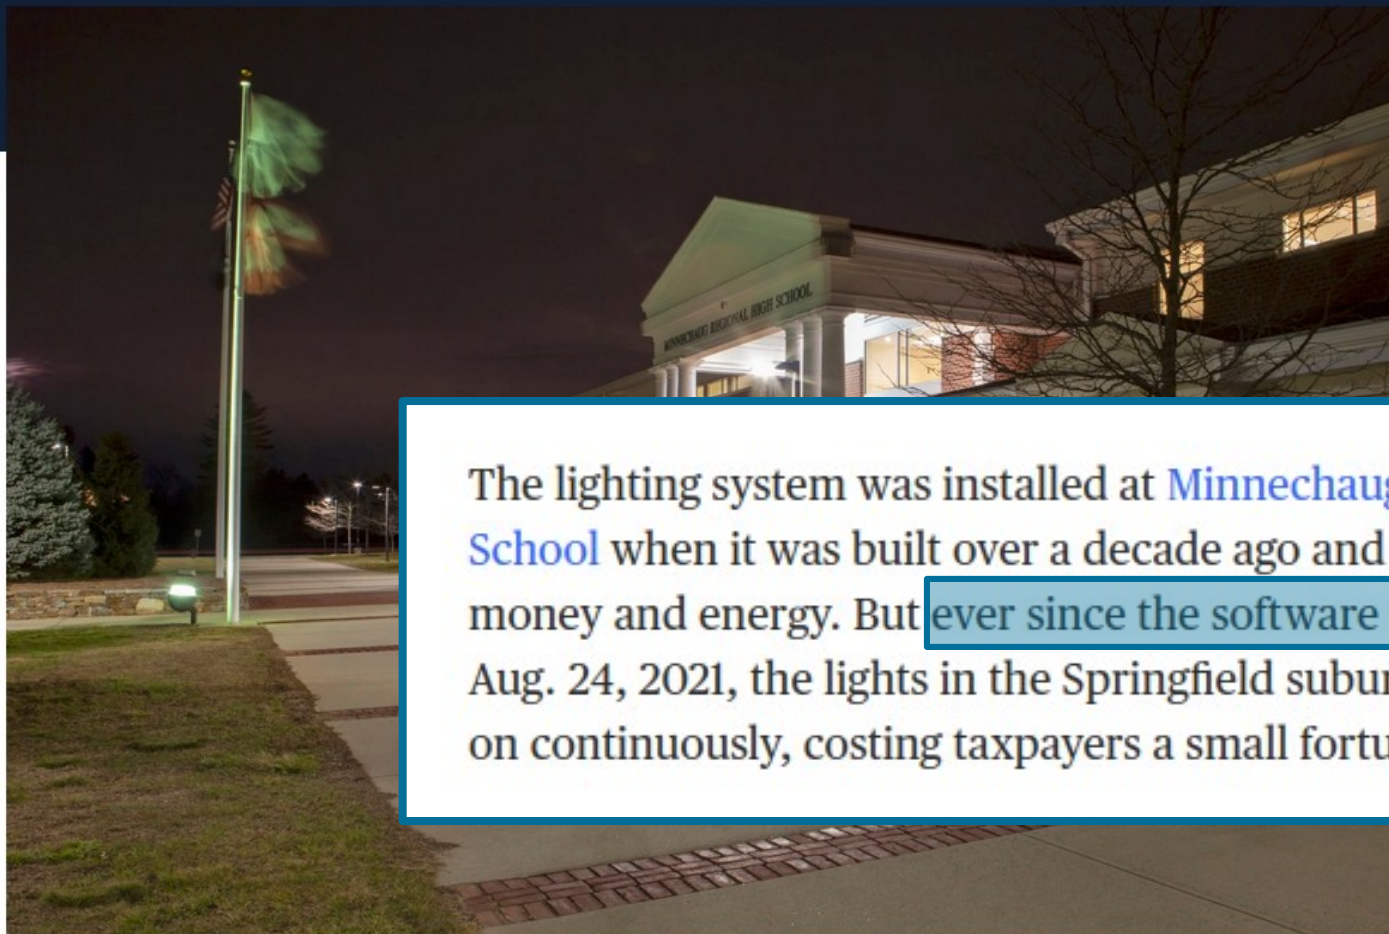 MINNECHAUG REGIONAL HIGH SCHOOL
The lighting system was installed at Minnechaug
School when it was built over a decade ago and
money and energy. But ever since the software
Aug. 24, 2021, the lights in the Springfield subur
on continuously, costing taxpayers a small fortu